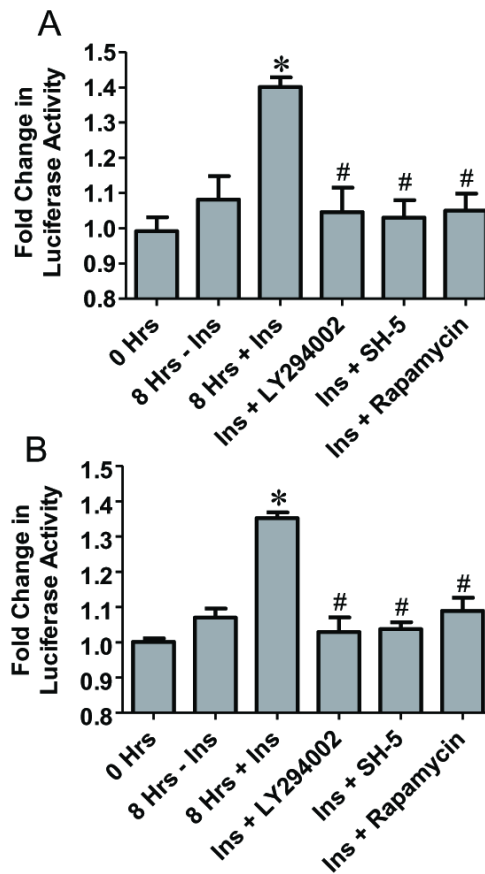 A
Fold Change in
Luciferase Activity
1.5
1.4
1.3
1.2
1.1
1.0
0.9
0.8
*
#
#
#
0 Hrs
8 Hrs - Ins
8 Hrs + Ins
Ins + LY294002
Ins + SH-5
Ins + Rapamycin
B
Fold Change in
Luciferase Activity
1.5
1.4
1.3
1.2
1.1
1.0
0.9
0.8
*
#
#
#
0 Hrs
8 Hrs - Ins
8 Hrs + Ins
Ins + LY294002
Ins + SH-5
Ins + Rapamycin